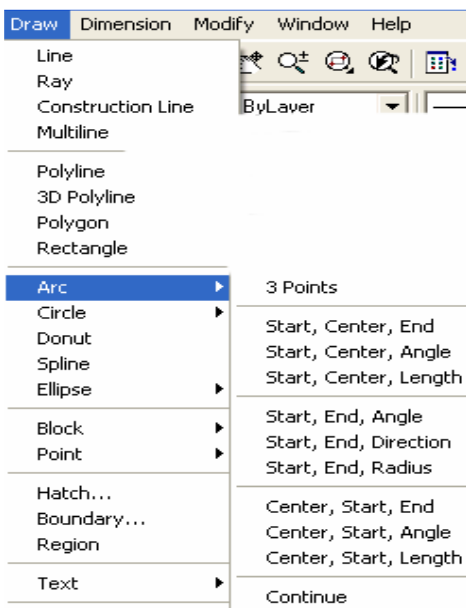 Draw Dimension Modify Window Help
Line
Ray
Construction Line
ByLayer
Multiline
Polyline
3D Polyline
Polygon
Rectangle
Arc
Circle
Donut
Spline
Ellipse
Block
Point
Hatch...
Boundary...
Region
Text
3 Points
Start, Center, End
Start, Center, Angle
Start, Center, Length
Start, End, Angle
Start, End, Direction
Start, End, Radius
Center, Start, End
Center, Start, Angle
Center, Start, Length
Continue